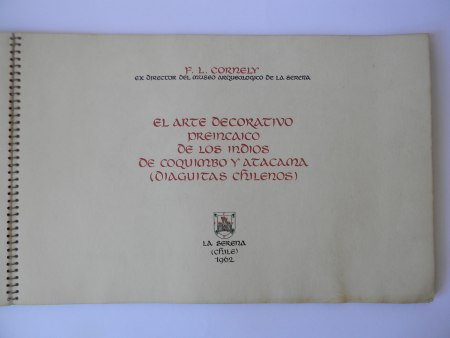 F. L. CORNELY
EX DIRECTOR DEL MUSEO ARQUEOLOGICO DE LA SERENA
EL ARTE DECORATIVO
PREINCAICO
DE LOS INDIOS
DE COQUIMBO Y ATACAMA
(DIAGUITAS CHILENOS)
LA SERENA
(CHILE)
1962